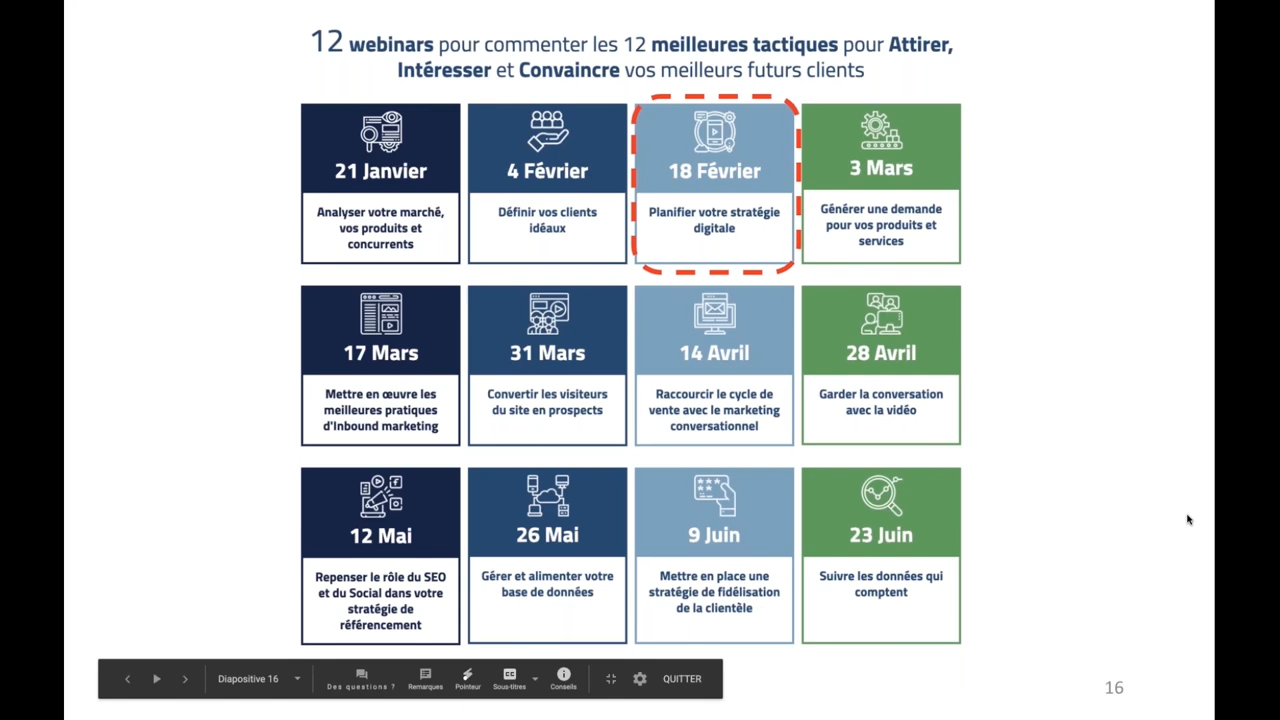 12 webinars pour commenter les 12 meilleures tactiques pour Attirer,
Intéresser et Convaincre vos meilleurs futurs clients
21 Janvier
Analyser votre marché,
vos produits et
concurrents
4 Février
Définir vos clients
idéaux
18 Février
Planifier votre stratégie
digitale
3 Mars
Générer une demande
pour vos produits et
services
17 Mars
Mettre en œuvre les
meilleures pratiques
d'Inbound marketing
31 Mars
Convertir les visiteurs
du site en prospects
14 Avril
Raccourcir le cycle de
vente avec le marketing
conversationnel
28 Avril
Garder la conversation
avec la vidéo
12 Mai
Repenser le rôle du SEO
et du Social dans votre
stratégie de
référencement
26 Mai
Gérer et alimenter votre
base de données
9 Juin
Mettre en place une
stratégie de fidélisation
de la clientèle
23 Juin
Suivre les données qui
comptent
Diapositive 16
Des questions ?
Remarques
Pointeur
CC
Sous-titres
Conseils
QUITTER
16